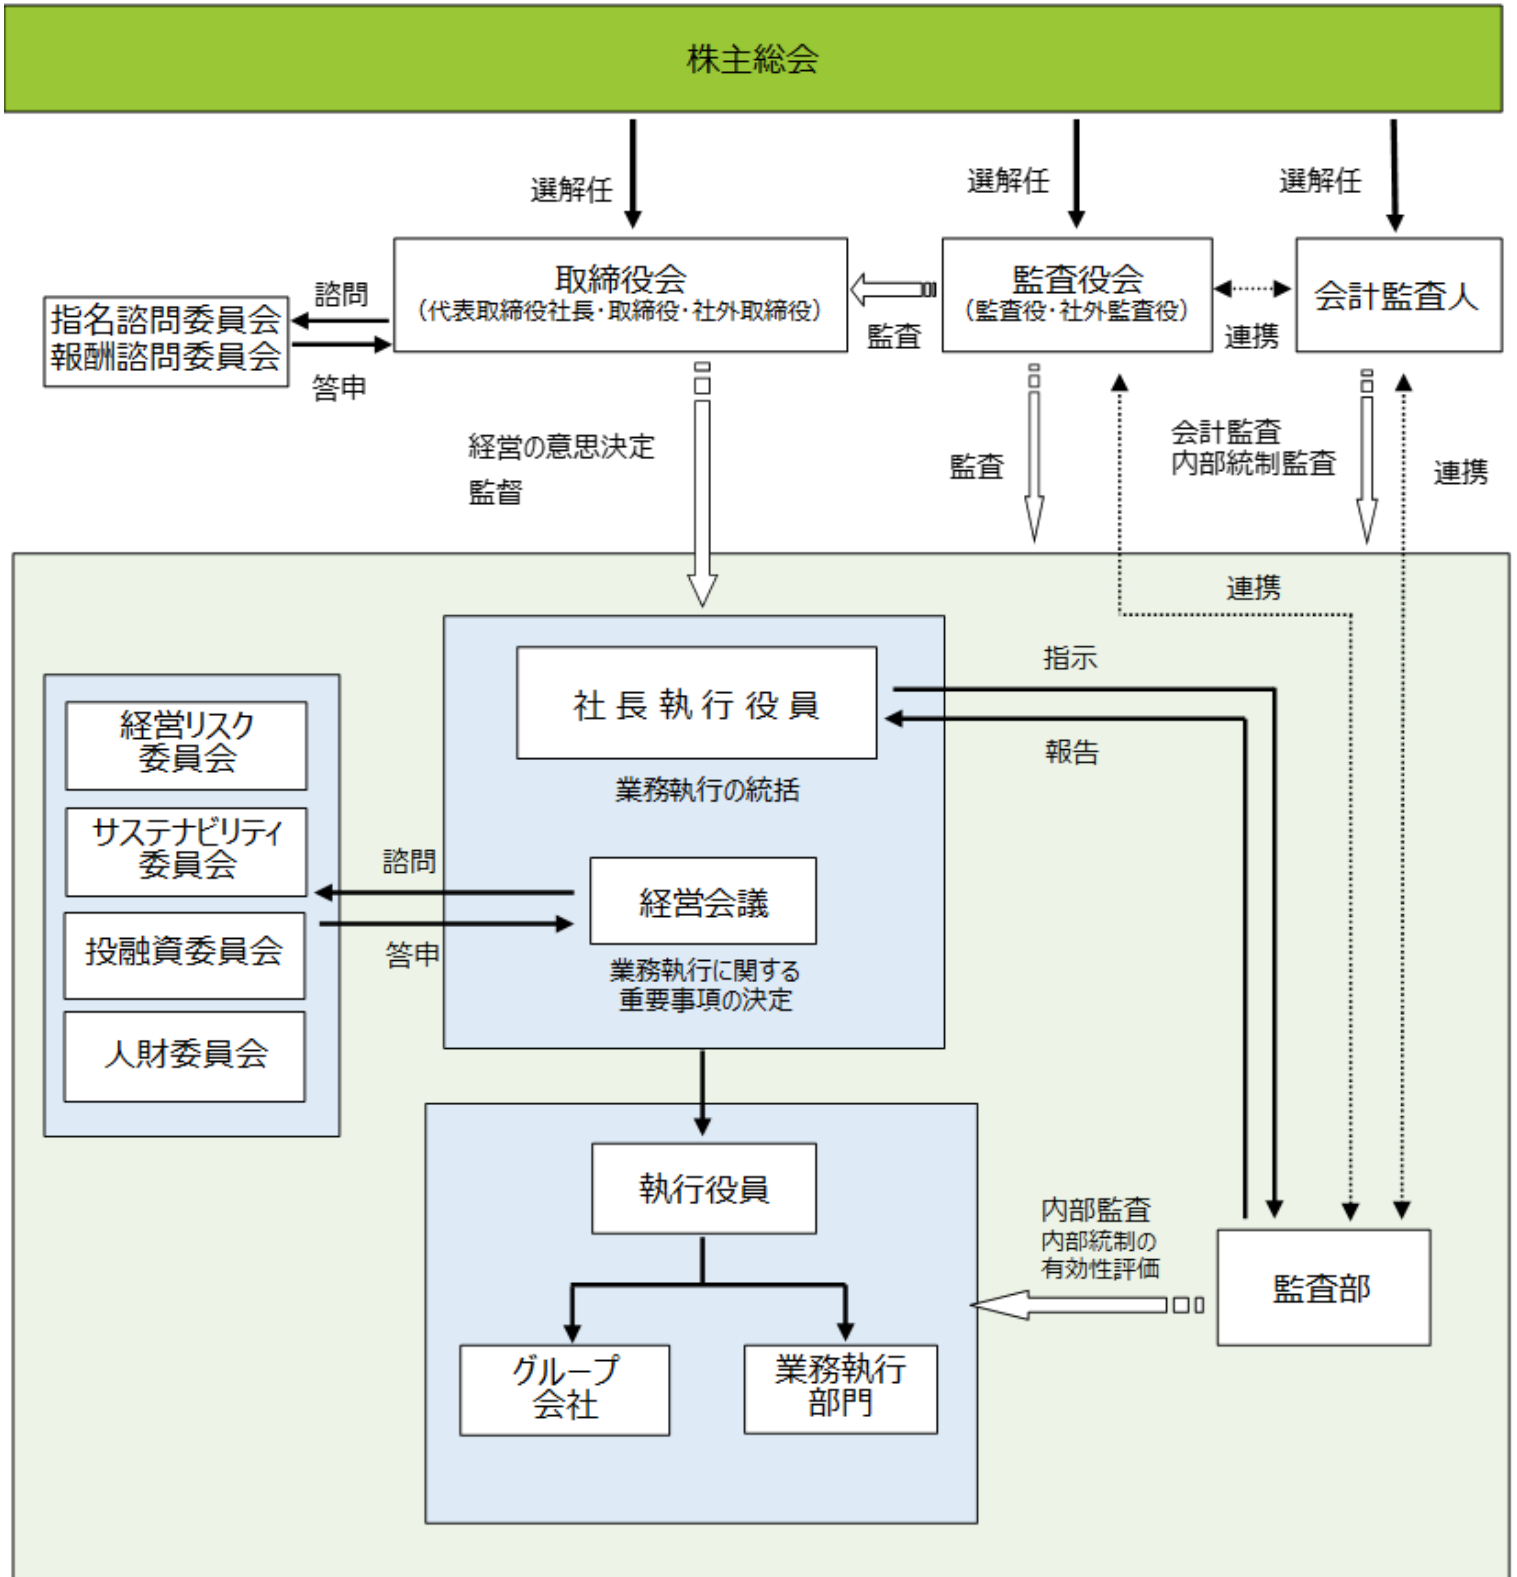 株主総会
選解任
選解任
選解任
取締役会
（代表取締役社長・取締役・社外取締役）
監査役会
（監査役・社外監査役）
会計監査人
諮問
指名諮問委員会
報酬諮問委員会
答申
監査
連携
経営の意思決定
監督
監査
会計監査
内部統制監査
連携
連携
社長執行役員
業務執行の統括
指示
報告
経営リスク
委員会
サステナビリティ
委員会
投融資委員会
人財委員会
諮問
答申
経営会議
業務執行に関する
重要事項の決定
執行役員
グループ
会社
業務執行
部門
内部監査
内部統制の
有効性評価
監査部